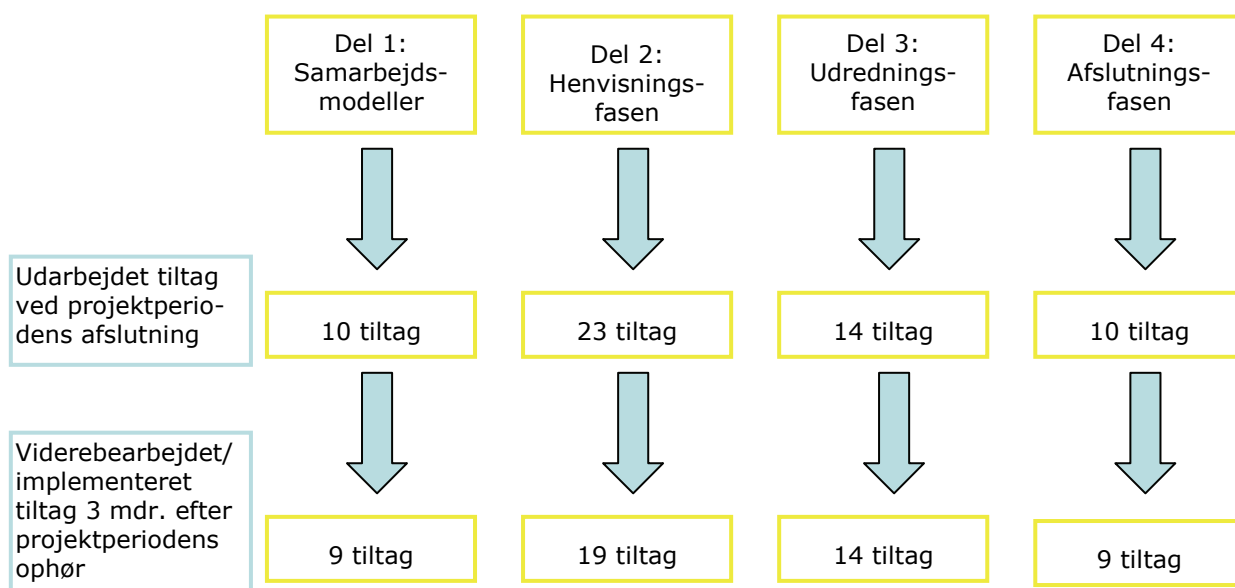 Del 1:
Samarbejds-
modeller
Del 2:
Henvisnings-
fasen
Del 3:
Udrednings-
fasen
Del 4:
Afslutnings-
fasen
Udarbejdet tiltag
ved projektperio-
dens afslutning
10 tiltag
23 tiltag
14 tiltag
10 tiltag
Viderebearbejdet/
implementeret
tiltag 3 mdr. efter
projektperiodens
ophør
9 tiltag
19 tiltag
14 tiltag
9 tiltag